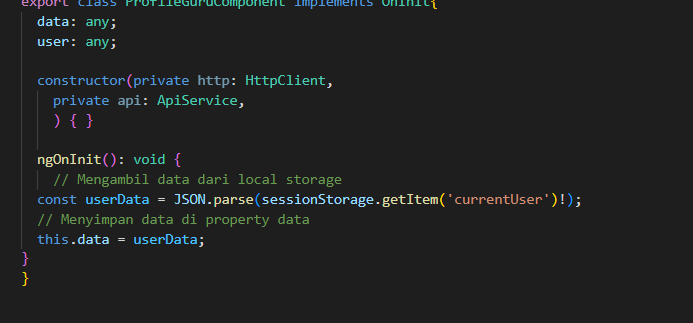 export class ProfileGuruComponent implements OnInit{
data: any;
user: any;
constructor(private http: HttpClient,
private api: ApiService,
) { }
ngOnInit(): void {
// Mengambil data dari local storage
const userData = JSON.parse(sessionStorage.getItem('currentUser')!);
// Menyimpan data di property data
this.data = userData;
}
}